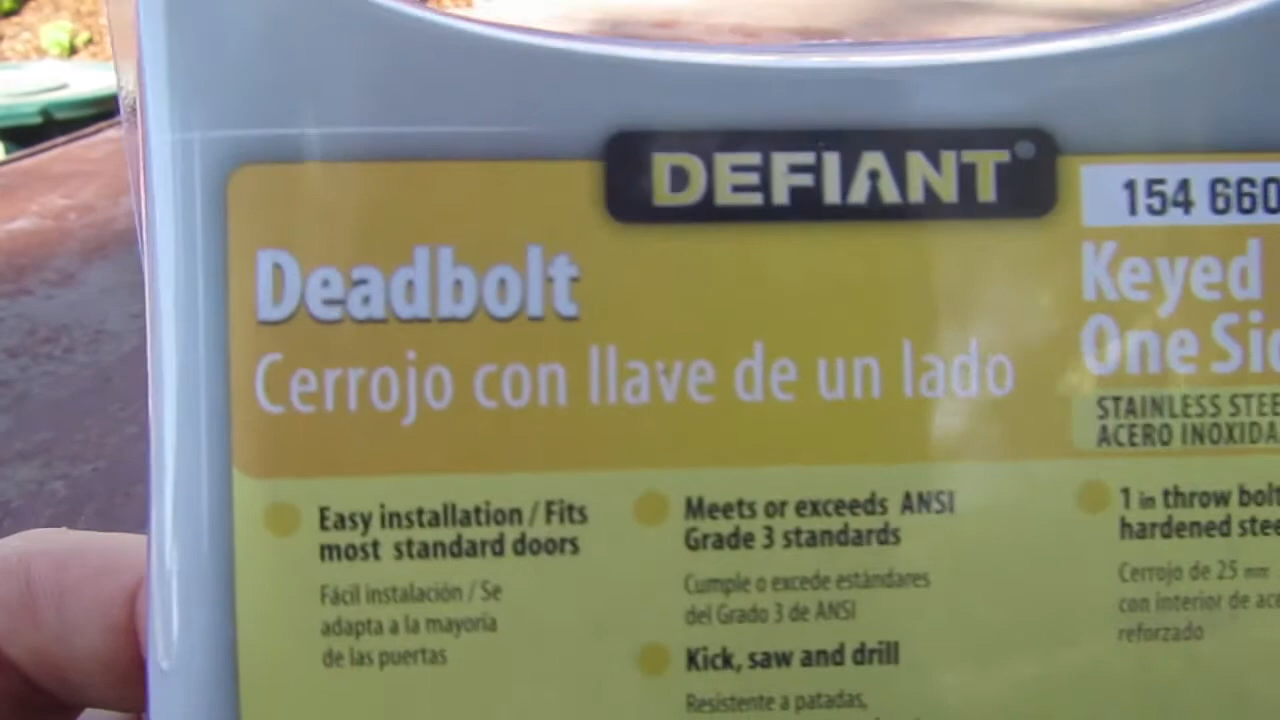 DEFIANT®
154 660
Deadbolt
Cerrojo con llave de un lado
Keyed
One Si
STAINLESS STEE
ACERO INOXIDA
Easy installation / Fits
most standard doors
Fácil instalación / Se
adapta a la mayoría
de las puertas
Meets or exceeds ANSI
Grade 3 standards
Cumple o excede estándares
del Grado 3 de ANSI
Kick, saw and drill
Resistente a patadas,
1 in throw bolt
hardened stee
Cerrojo de 25 mm
con interior de ace
reforzado